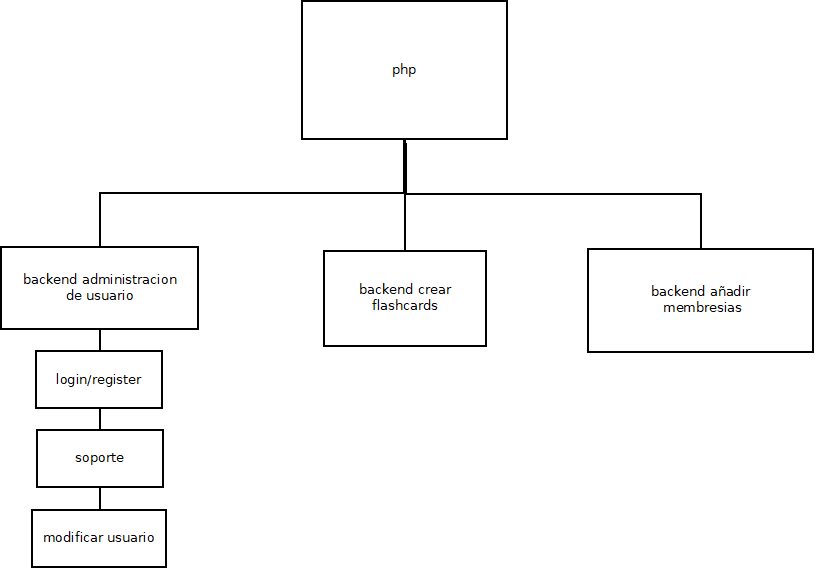 php
backend administracion
de usuario
backend crear
flashcards
backend añadir
membresias
login/register
soporte
modificar usuario